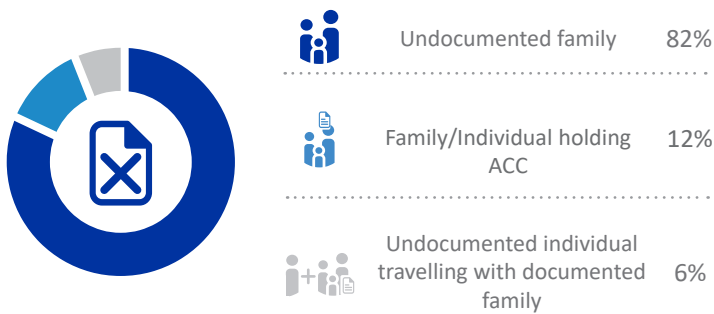 Undocumented family 82%
Family/Individual holding 12%
ACC
Undocumented individual
travelling with documented 6%
family